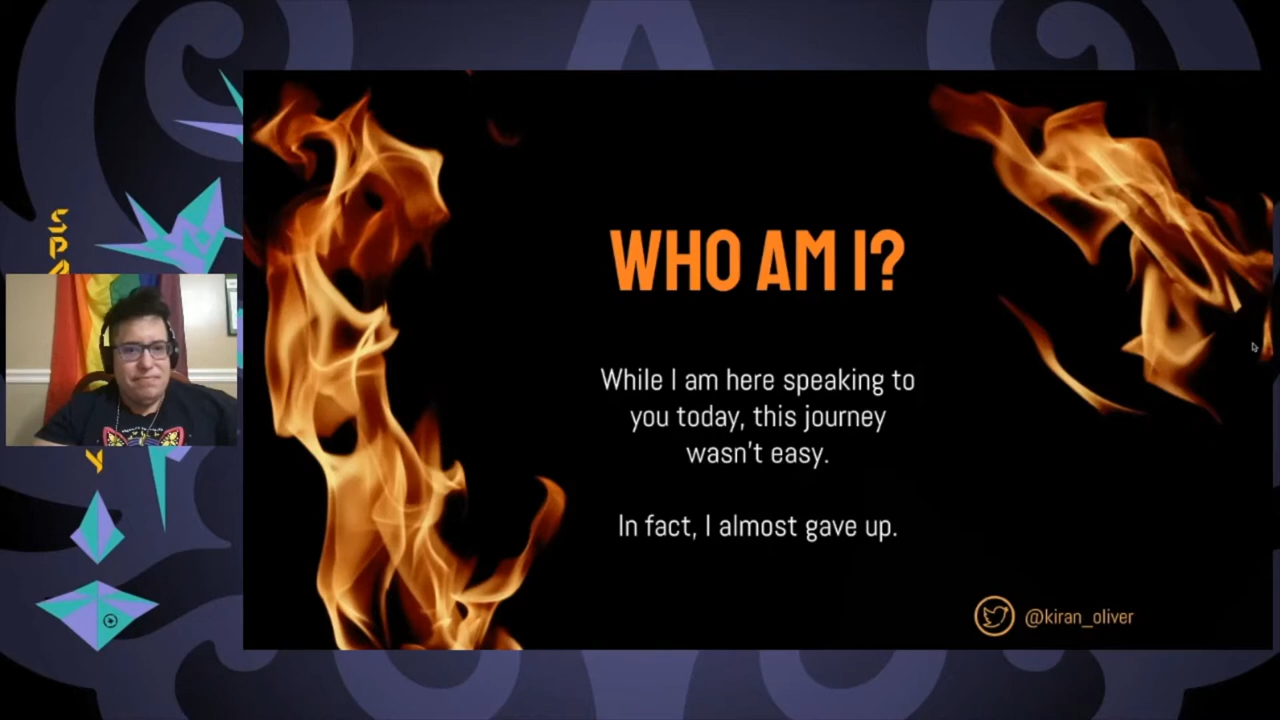 WHO AM I?
While I am here speaking to
you today, this journey
wasn't easy.
In fact, I almost gave up.
@kiran_oliver